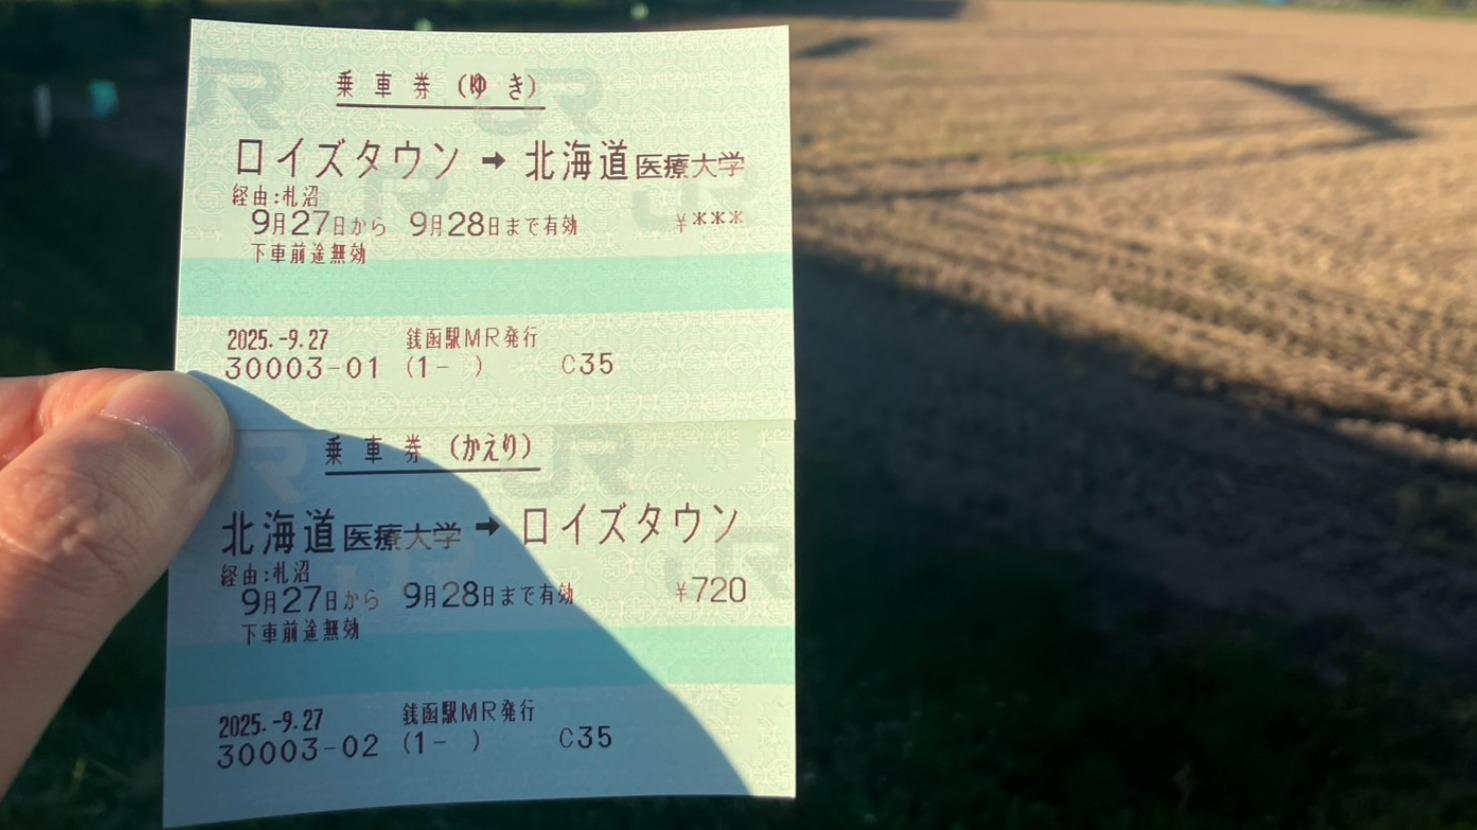 乗車券(ゆき)
ロイズタウン → 北海道医療大学
経由:札沼
9月27日から 9月28日まで有効 ¥***
下車前途無効
2025.-9.27 銭函駅MR発行
30003-01 (1- ) C35
乗車券(かえり)
北海道医療大学 → ロイズタウン
経由:札沼
9月27日から 9月28日まで有効 ¥720
下車前途無効
2025.-9.27 銭函駅MR発行
30003-02 (1- ) C35